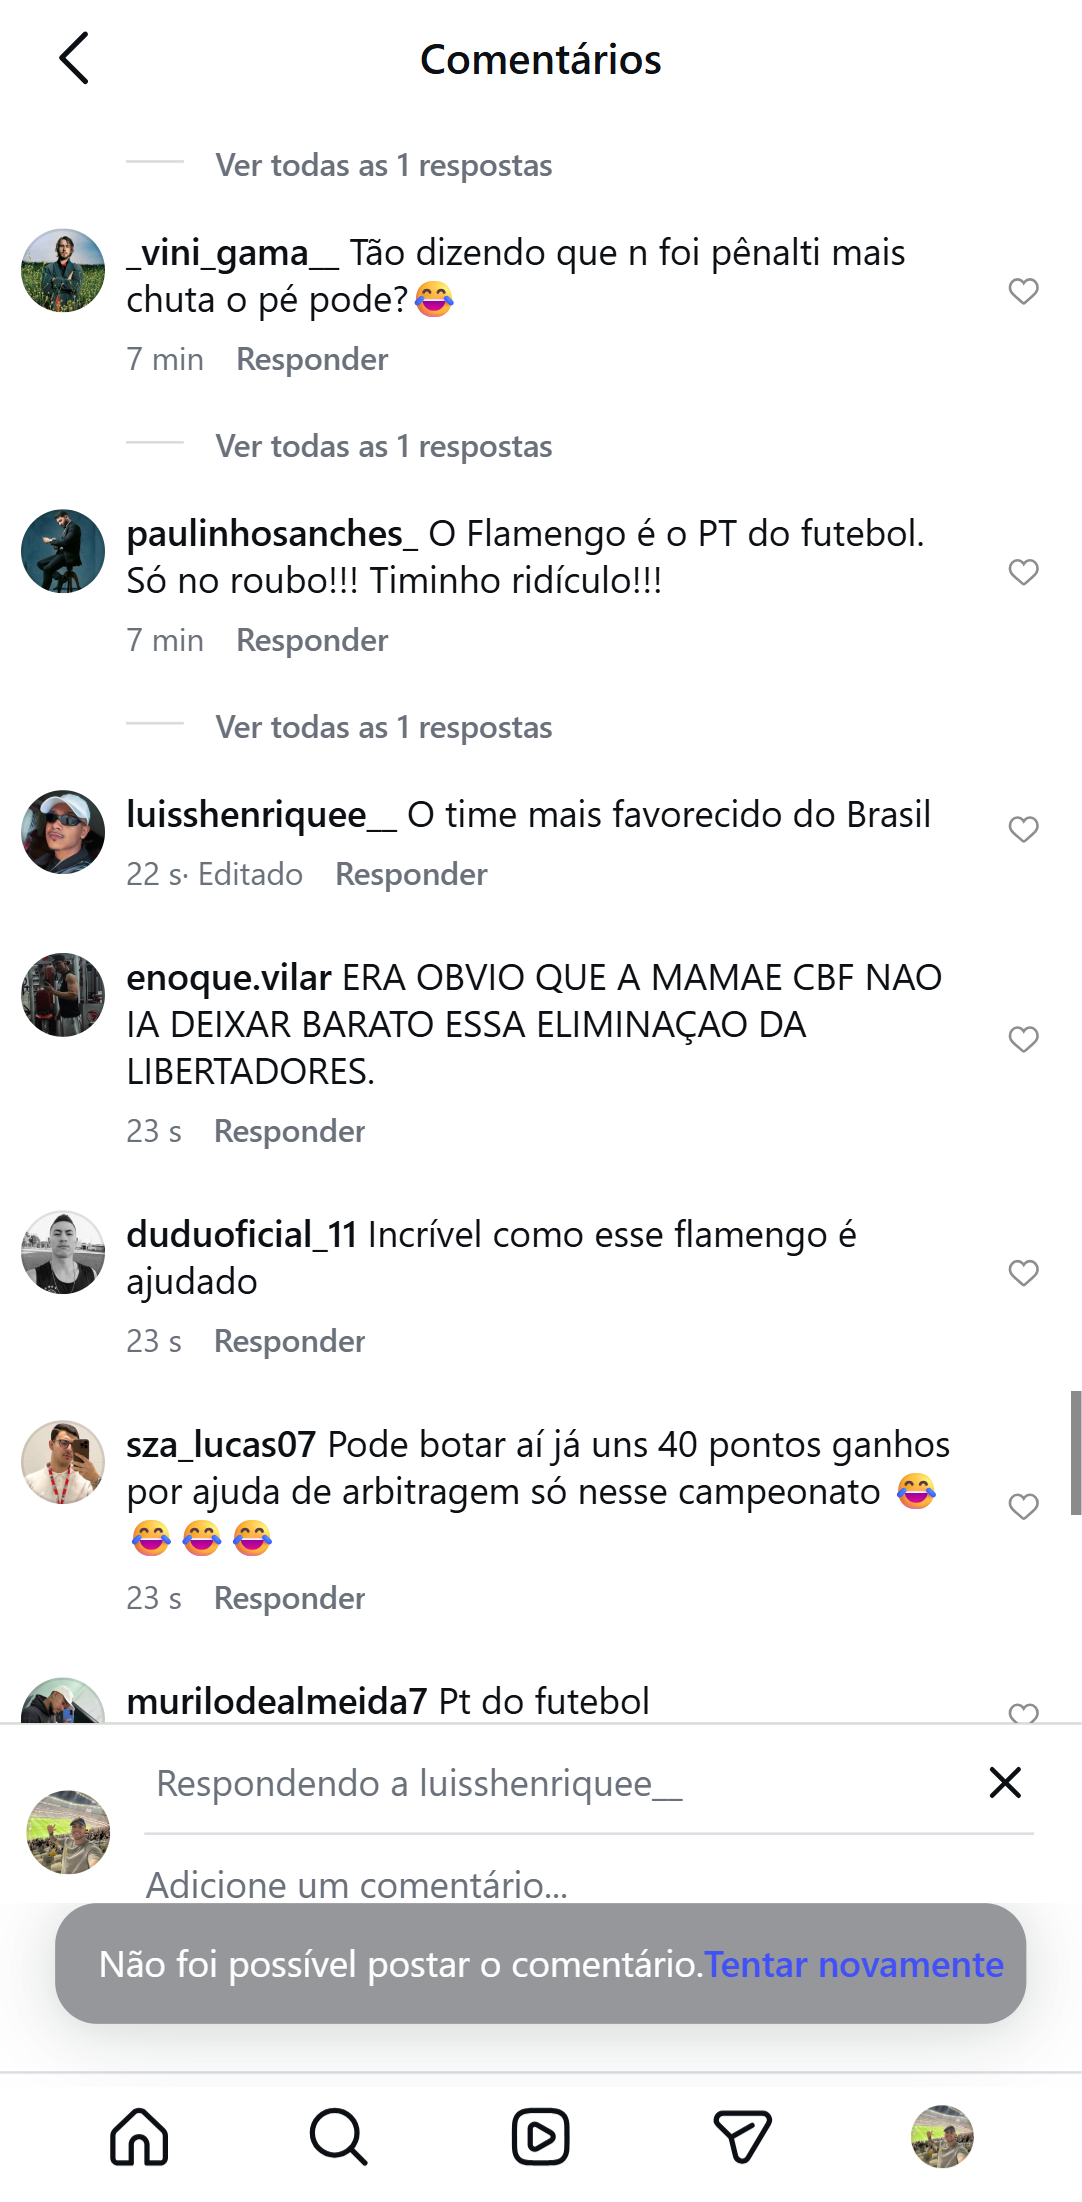 Comentários
Ver todas as 1 respostas
_vini_gama__ Tão dizendo que n foi pênalti mais
chuta o pé pode?😂
7 min Responder
Ver todas as 1 respostas
paulinhosanches_ O Flamengo é o PT do futebol.
Só no roubo!!! Timinho ridículo!!!
7 min Responder
Ver todas as 1 respostas
luisshenriquee__ O time mais favorecido do Brasil
22 s· Editado Responder
enoque.vilar ERA OBVIO QUE A MAMAE CBF NAO
IA DEIXAR BARATO ESSA ELIMINAÇAO DA
LIBERTADORES.
23 s Responder
duduoficial_11 Incrível como esse flamengo é
ajudado
23 s Responder
sza_lucas07 Pode botar aí já uns 40 pontos ganhos
por ajuda de arbitragem só nesse campeonato 😂
😂😂😂
23 s Responder
murilodealmeida7 Pt do futebol
Respondendo a luisshenriquee__
Adicione um comentário...
Não foi possível postar o comentário.Tentar novamente